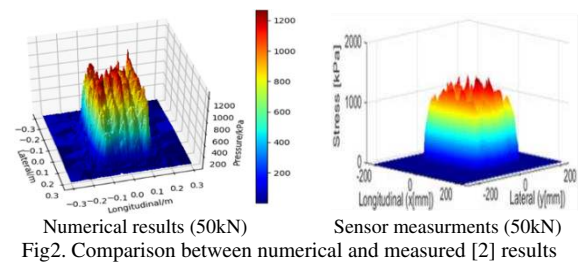 1200
1000
800
600
400
200
1200
1000
800
600
400
200
Pressure/kPa
−0.3
−0.2
−0.1
0.0
0.1
0.2
0.3
Lateral/m
−0.3 −0.2 −0.1 0.0 0.1 0.2 0.3
Longitudinal/m
2000
1000
0
Stress [kPa]
-200
0
200
Longitudinal (x[mm])
-200
0
200
Lateral (y[mm])
Numerical results (50kN)
Sensor measurments (50kN)
Fig2. Comparison between numerical and measured [2] results